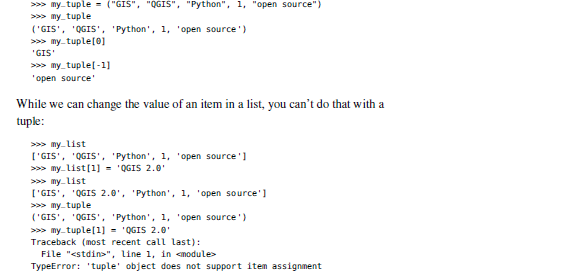 >>> my_tuple = ("GIS", "QGIS", "Python", 1, "open source")
>>> my_tuple
('GIS', 'QGIS', 'Python', 1, 'open source')
>>> my_tuple[0]
'GIS'
>>> my_tuple[-1]
'open source'
While we can change the value of an item in a list, you can't do that with a
tuple:
>>> my_list
['GIS', 'QGIS', 'Python', 1, 'open source']
>>> my_list[1] = 'QGIS 2.0'
>>> my_list
['GIS', 'QGIS 2.0', 'Python', 1, 'open source']
>>> my_tuple
('GIS', 'QGIS', 'Python', 1, 'open source')
>>> my_tuple[1] = 'QGIS 2.0'
Traceback (most recent call last):
File "<stdin>", line 1, in <module>
TypeError: 'tuple' object does not support item assignment